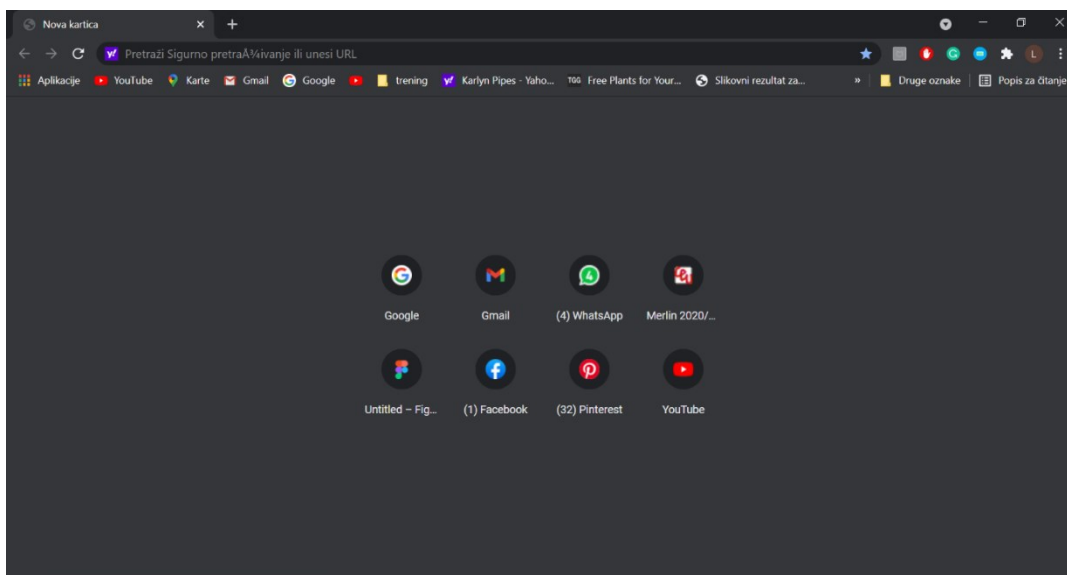 Nova kartica
Pretraži Sigurno pretraÅ¾ivanje ili unesi URL
Aplikacije YouTube Karte Gmail Google trening Karlyn Pipes - Yaho... TGG Free Plants for Your... Slikovni rezultat za... » Druge oznake Popis za čitanje
Google Gmail (4) WhatsApp Merlin 2020/...
Untitled – Fig... (1) Facebook (32) Pinterest YouTube